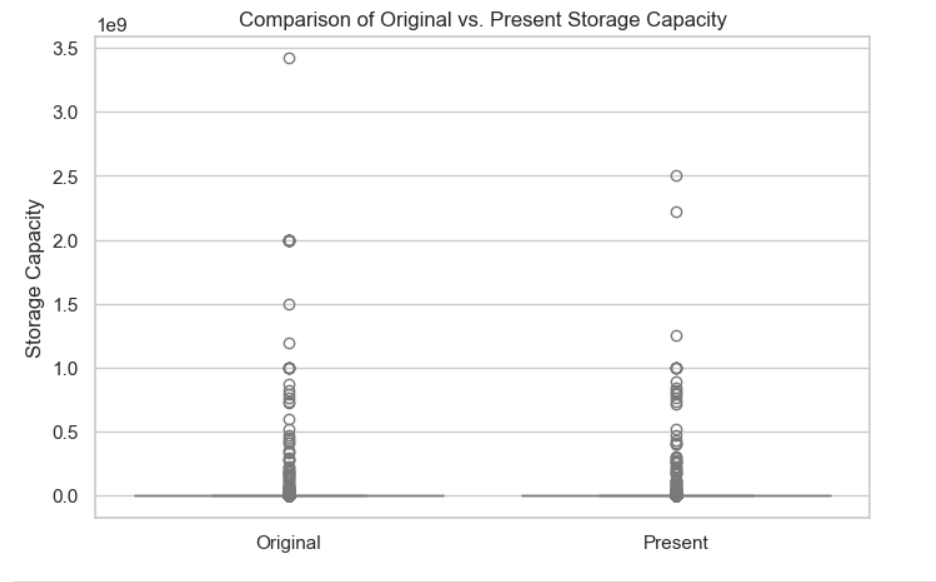 Comparison of Original vs. Present Storage Capacity
1e9
3.5
3.0
2.5
2.0
1.5
1.0
0.5
0.0
Storage Capacity
Original
Present